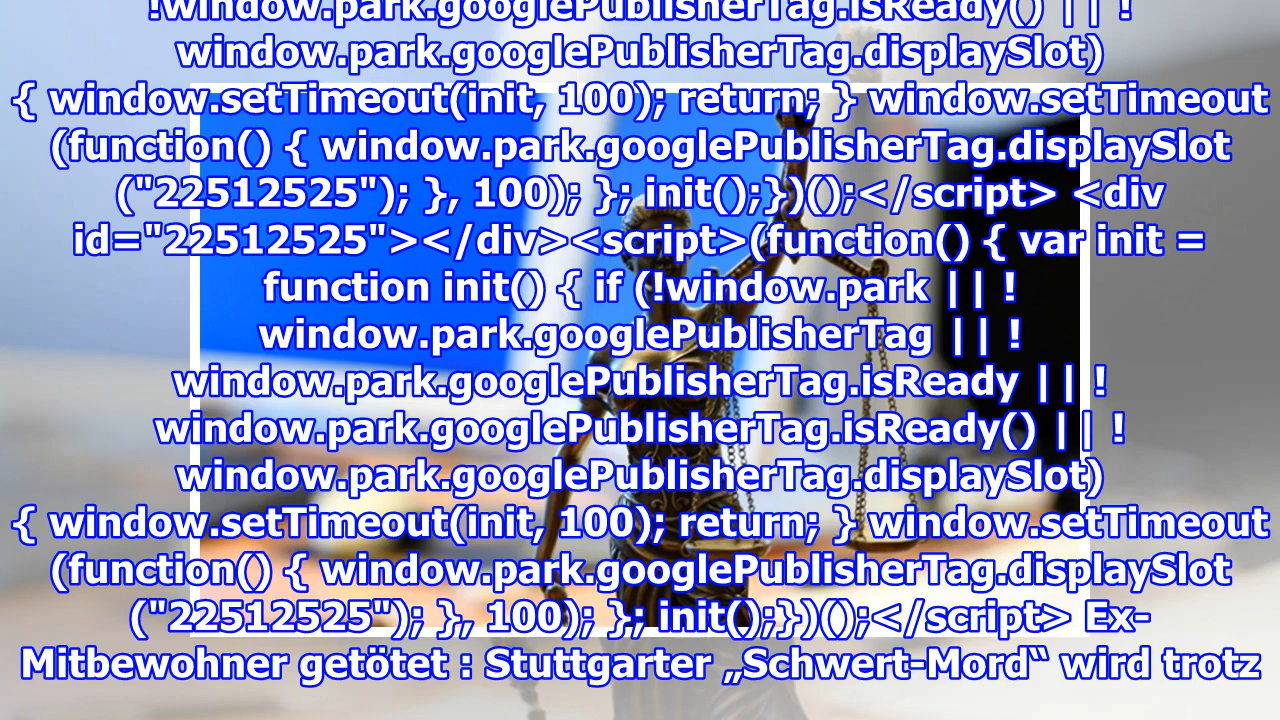 !window.park.googlePublisherTag.isReady() || !
window.park.googlePublisherTag.displaySlot)
{ window.setTimeout(init, 100); return; } window.setTimeout
(function() { window.park.googlePublisherTag.displaySlot
("22512525"); }, 100); }; init();})();</script> <div
id="22512525"></div><script>(function() { var init =
function init() { if (!window.park || !
window.park.googlePublisherTag || !
window.park.googlePublisherTag.isReady || !
window.park.googlePublisherTag.isReady() || !
window.park.googlePublisherTag.displaySlot)
{ window.setTimeout(init, 100); return; } window.setTimeout
(function() { window.park.googlePublisherTag.displaySlot
("22512525"); }, 100); }; init();})();</script> Ex-
Mitbewohner getötet : Stuttgarter „Schwert-Mord“ wird trotz